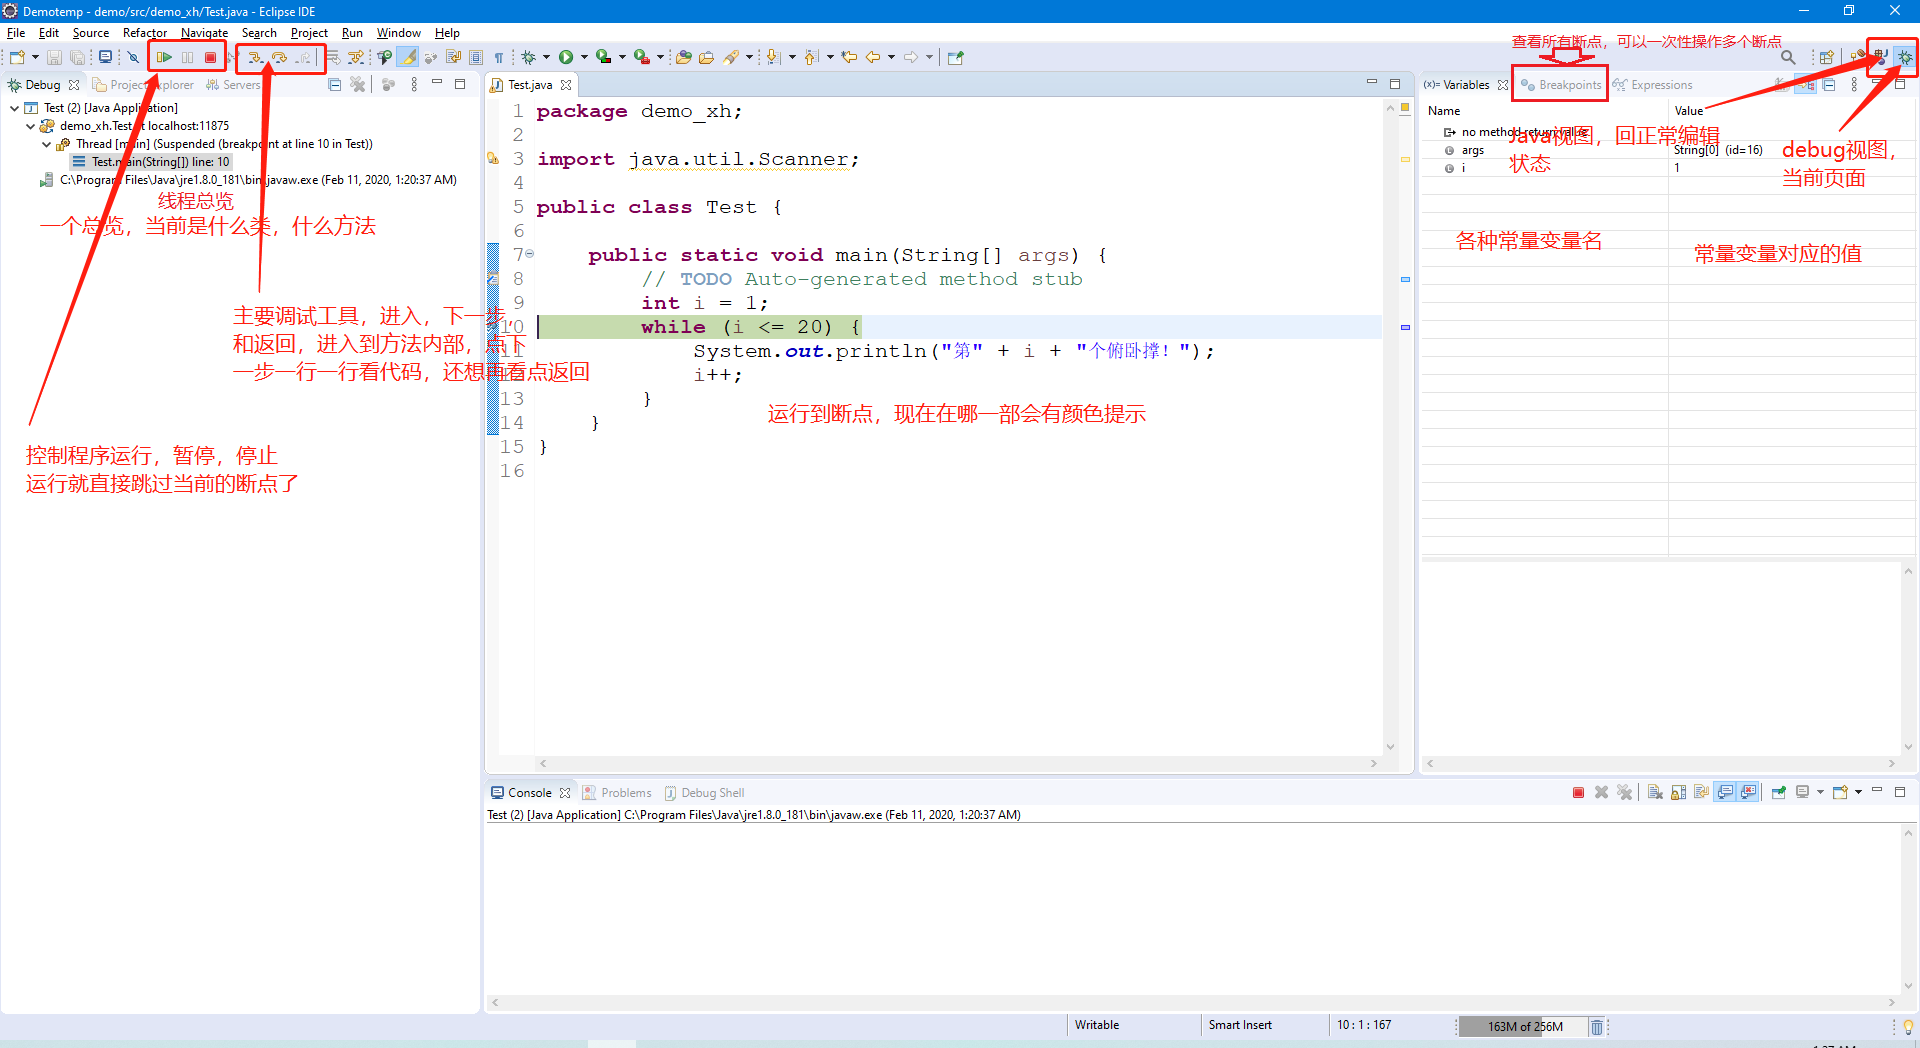 Demotemp - demo/src/demo_xh/Test.java - Eclipse IDE
File Edit Source Refactor Navigate Search Project Run Window Help
查看所有断点，可以一次性操作多个断点
Debug Project Explorer Servers
Test (2) [Java Application]
demo_xh.Test at localhost:11875
Thread [main] (Suspended (breakpoint at line 10 in Test))
Test.main(String[]) line: 10
C:\Program Files\Java\jre1.8.0_181\bin\javaw.exe (Feb 11, 2020, 1:20:37 AM)
线程总览
一个总览，当前是什么类，什么方法
主要调试工具，进入，下一步，
和返回，进入到方法内部，点下
一步一行一行看代码，还想再看点返回
控制程序运行，暂停，停止
运行就直接跳过当前的断点了
Test.java
1 package demo_xh;
2
3 import java.util.Scanner;
4
5 public class Test {
6
7 public static void main(String[] args) {
8 // TODO Auto-generated method stub
9 int i = 1;
10 while (i <= 20) {
11 System.out.println("第" + i + "个俯卧撑！");
i++;
13 }
14 }
15 }
16
运行到断点，现在在哪一部会有颜色提示
(x)= Variables Breakpoints Expressions
Name Value
no method return value
args String[0] (id=16)
i 1
Java视图，回正常编辑
状态
debug视图，
当前页面
各种常量变量名
常量变量对应的值
Console Problems Debug Shell
Test (2) [Java Application] C:\Program Files\Java\jre1.8.0_181\bin\javaw.exe (Feb 11, 2020, 1:20:37 AM)
Writable Smart Insert 10 : 1 : 167 163M of 256M